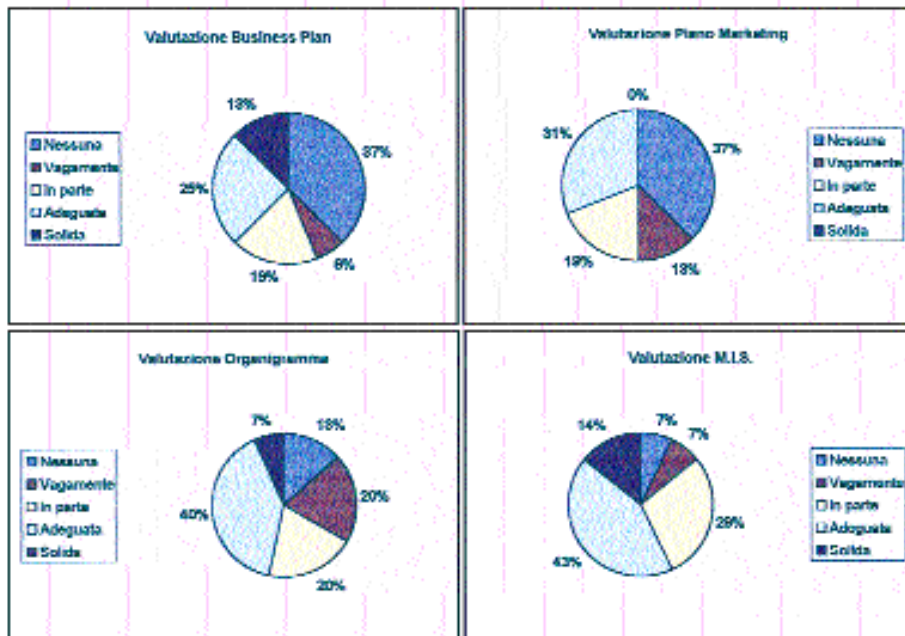 Valutazione Business Plan
13%
37%
25%
19%
6%
Nessuna
Vagamente
In parte
Adeguata
Solida
Valutazione Piano Marketing
0%
31%
37%
19%
13%
Nessuna
Vagamente
In parte
Adeguata
Solida
Valutazione Organigramma
7%
13%
40%
20%
20%
Nessuna
Vagamente
In parte
Adeguata
Solida
Valutazione M.I.S.
14%
7%
7%
29%
43%
Nessuna
Vagamente
In parte
Adeguata
Solida